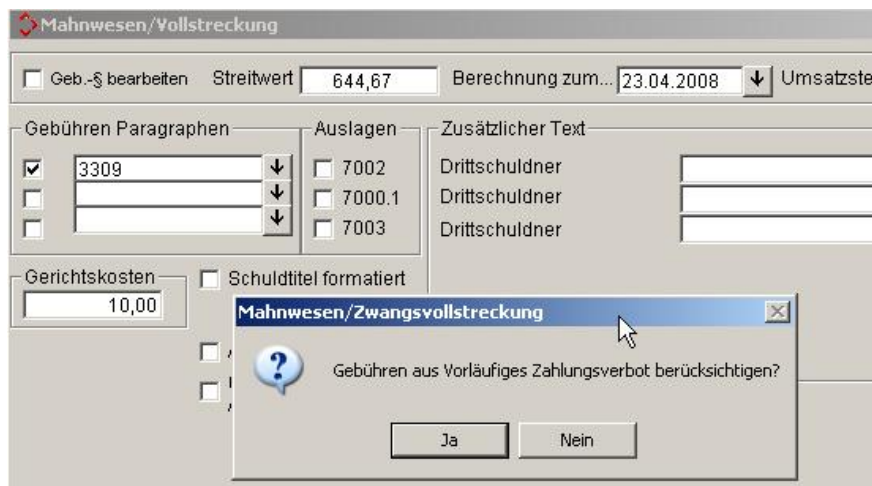 Mahnwesen/Vollstreckung
Geb.-§ bearbeiten Streitwert 644,67 Berechnung zum... 23.04.2008 Umsatzste
Gebühren Paragraphen Auslagen Zusätzlicher Text
3309 7002 Drittschuldner
7000.1 Drittschuldner
7003 Drittschuldner
Gerichtskosten Schuldtitel formatiert
10,00
Mahnwesen/Zwangsvollstreckung
Gebühren aus Vorläufiges Zahlungsverbot berücksichtigen?
Ja Nein